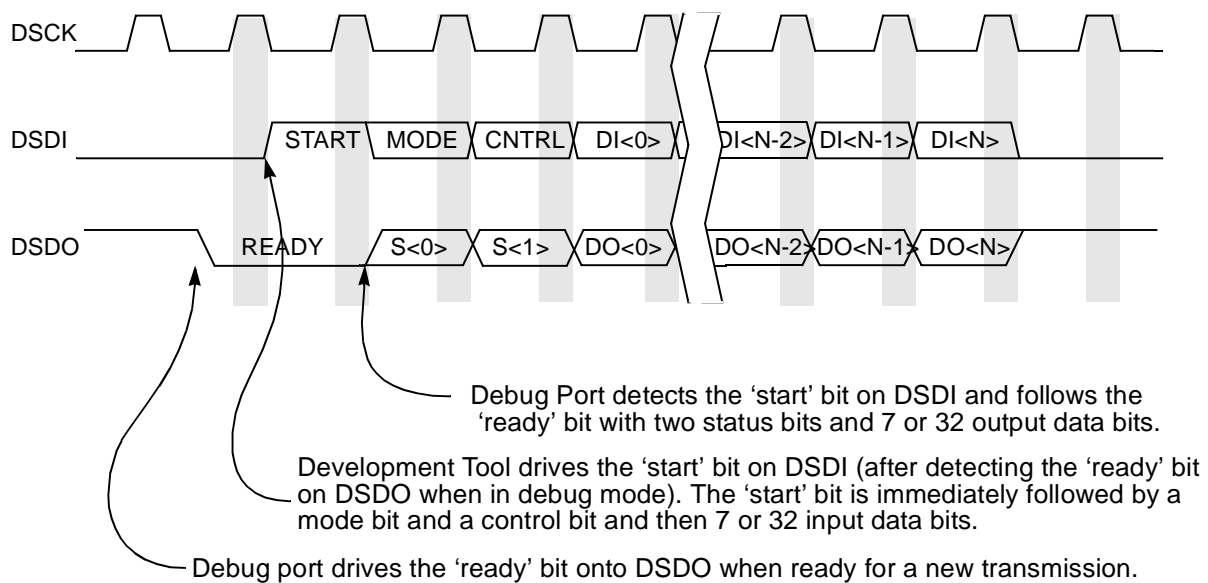 DSCK
DSDI START MODE CNTRL DI<0> DI<N-2> DI<N-1> DI<N>
DSDO READY S<0> S<1> DO<0> DO<N-2> DO<N-1> DO<N>
Debug Port detects the ‘start’ bit on DSDI and follows the
‘ready’ bit with two status bits and 7 or 32 output data bits.
Development Tool drives the ‘start’ bit on DSDI (after detecting the ‘ready’ bit
on DSDO when in debug mode). The ‘start’ bit is immediately followed by a
mode bit and a control bit and then 7 or 32 input data bits.
Debug port drives the ‘ready’ bit onto DSDO when ready for a new transmission.